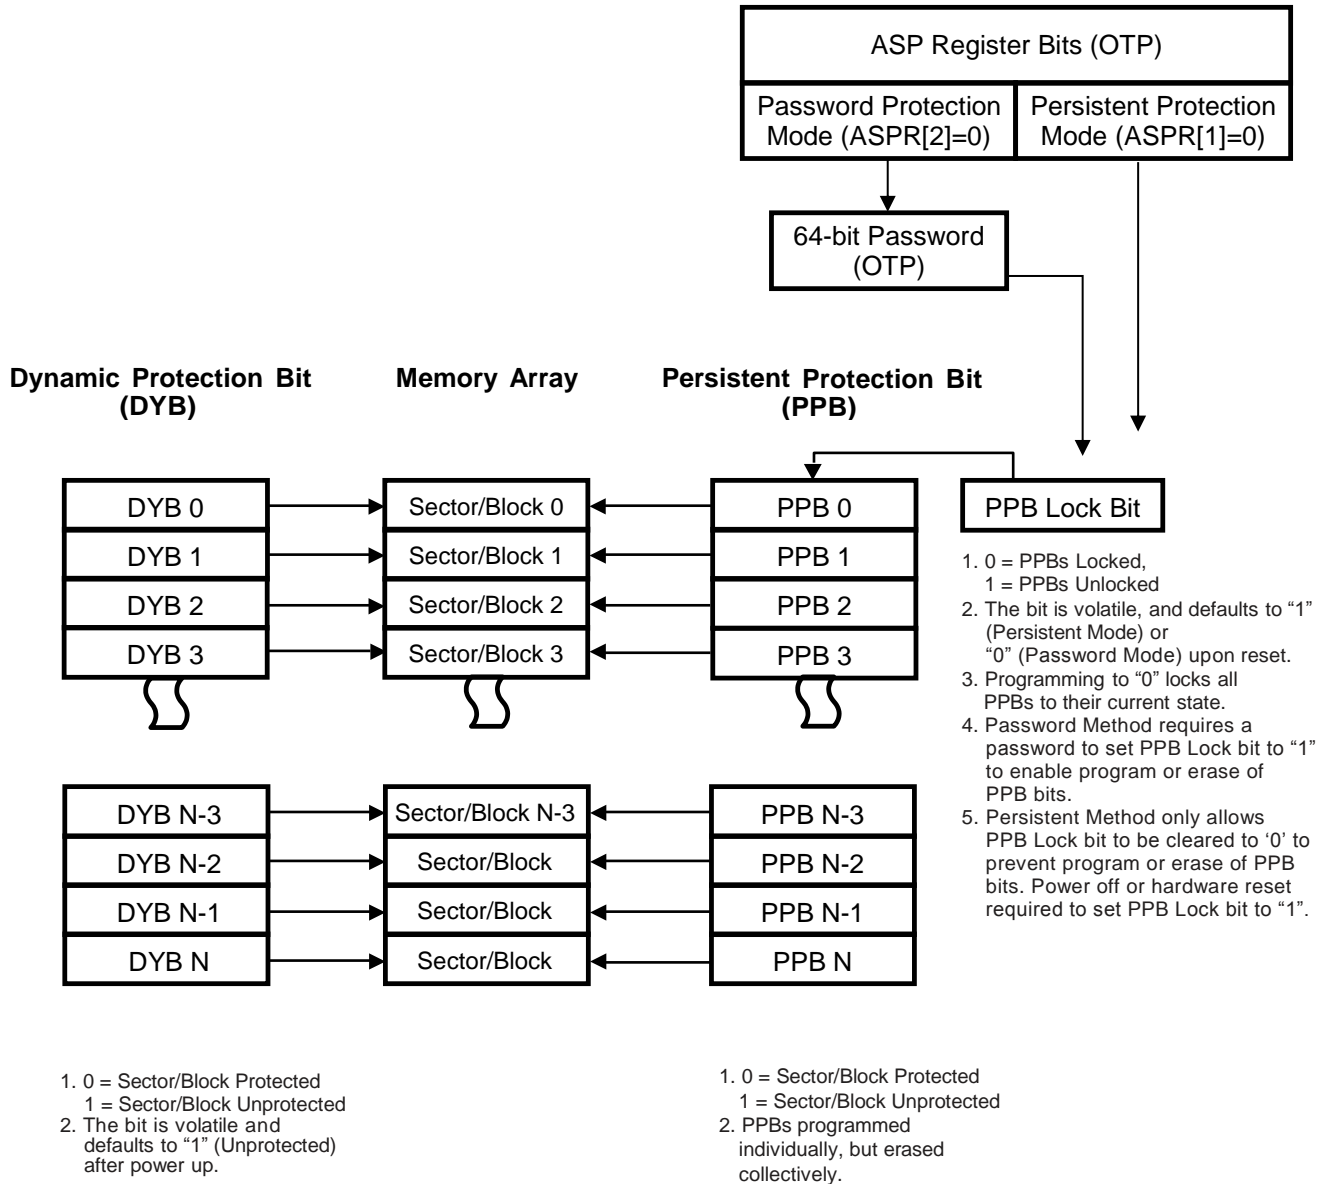 ASP Register Bits (OTP)
Password Protection
Mode (ASPR[2]=0)
Persistent Protection
Mode (ASPR[1]=0)
64-bit Password
(OTP)
Dynamic Protection Bit
(DYB)
Memory Array
Persistent Protection Bit
(PPB)
DYB 0
Sector/Block 0
PPB 0
PPB Lock Bit
DYB 1
Sector/Block 1
PPB 1
DYB 2
Sector/Block 2
PPB 2
DYB 3
Sector/Block 3
PPB 3
DYB N-3
Sector/Block N-3
PPB N-3
DYB N-2
Sector/Block
PPB N-2
DYB N-1
Sector/Block
PPB N-1
DYB N
Sector/Block
PPB N
1. 0 = PPBs Locked,
1 = PPBs Unlocked
2. The bit is volatile, and defaults to “1”
(Persistent Mode) or
“0” (Password Mode) upon reset.
3. Programming to “0” locks all
PPBs to their current state.
4. Password Method requires a
password to set PPB Lock bit to “1”
to enable program or erase of
PPB bits.
5. Persistent Method only allows
PPB Lock bit to be cleared to ‘0’ to
prevent program or erase of PPB
bits. Power off or hardware reset
required to set PPB Lock bit to “1”.
1. 0 = Sector/Block Protected
1 = Sector/Block Unprotected
2. The bit is volatile and
defaults to “1” (Unprotected)
after power up.
1. 0 = Sector/Block Protected
1 = Sector/Block Unprotected
2. PPBs programmed
individually, but erased
collectively.